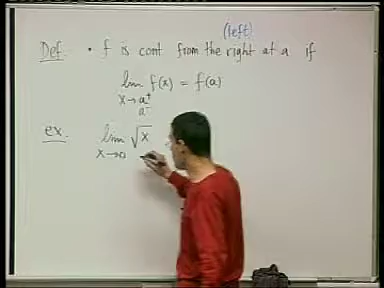 (left)
Def. • f is cont from the right at a if
lim f(x) = f(a)
x→a⁺
a⁻
ex. lim √x
x→0